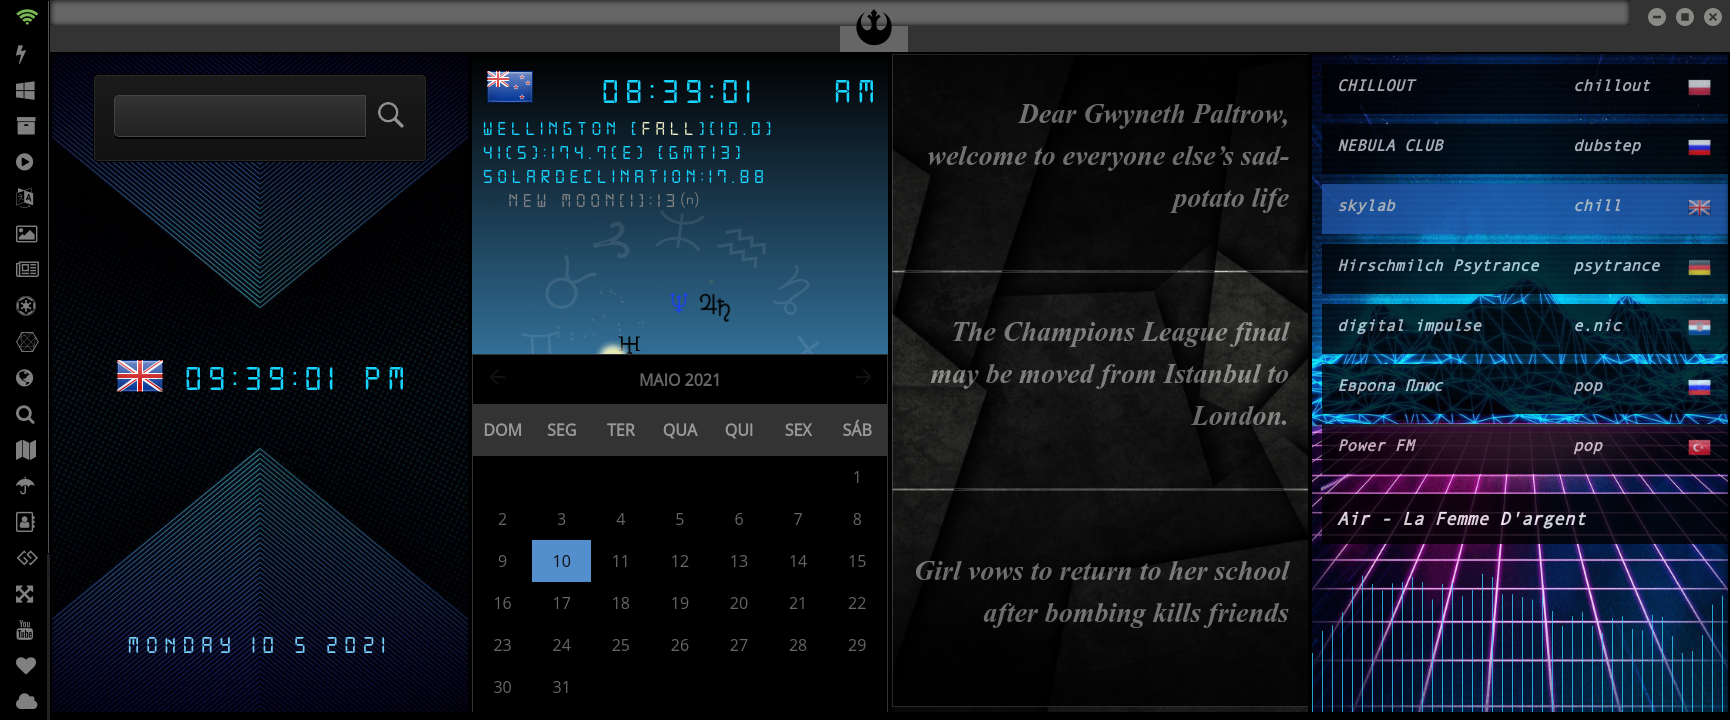 09:39:01 PM
MONDAY 10 5 2021
08:39:01 AM
WELLINGTON [FALL][10.0]
41(S):174.7(E) [GMT13]
SOLARDECLINATION:17.88
NEW MOON[1]:13(n)
MAIO 2021
DOM SEG TER QUA QUI SEX SÁB
1
2 3 4 5 6 7 8
9 10 11 12 13 14 15
16 17 18 19 20 21 22
23 24 25 26 27 28 29
30 31
Dear Gwyneth Paltrow,
welcome to everyone else’s sad-
potato life
The Champions League final
may be moved from Istanbul to
London.
Girl vows to return to her school
after bombing kills friends
CHILLOUT chillout
NEBULA CLUB dubstep
skylab chill
Hirschmilch Psytrance psytrance
digital impulse e.nic
Европа Плюс pop
Power FM pop
Air - La Femme D'argent
You
Tube